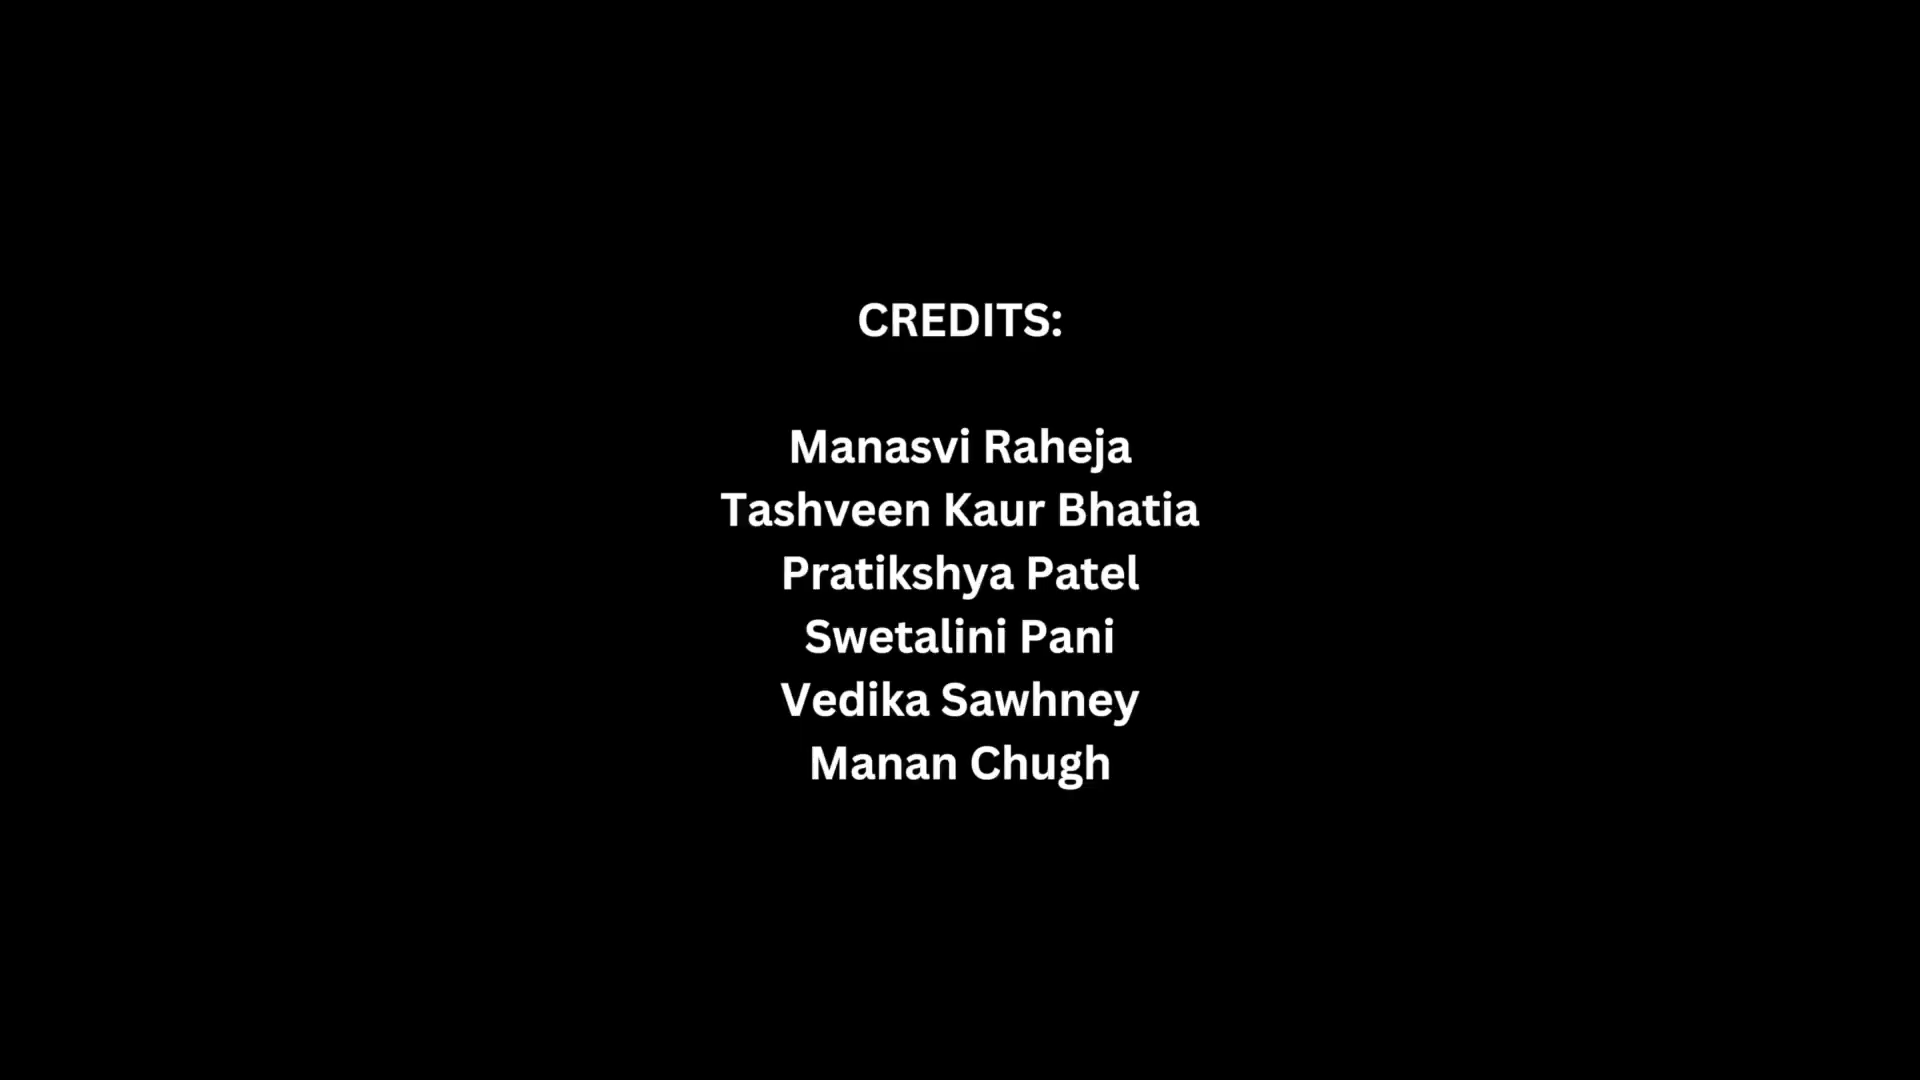 CREDITS:
Manasvi Raheja
Tashveen Kaur Bhatia
Pratikshya Patel
Swetalini Pani
Vedika Sawhney
Manan Chugh